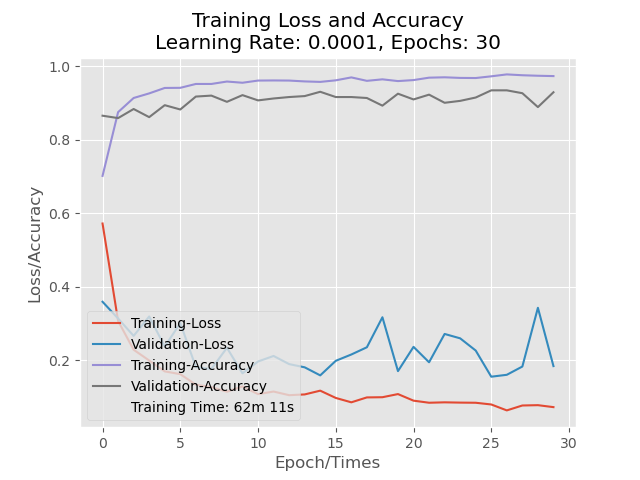 Training Loss and Accuracy
Learning Rate: 0.0001, Epochs: 30
1.0
0.8
0.6
0.4
0.2
Loss/Accuracy
Training-Loss
Validation-Loss
Training-Accuracy
Validation-Accuracy
Training Time: 62m 11s
0 5 10 15 20 25 30
Epoch/Times